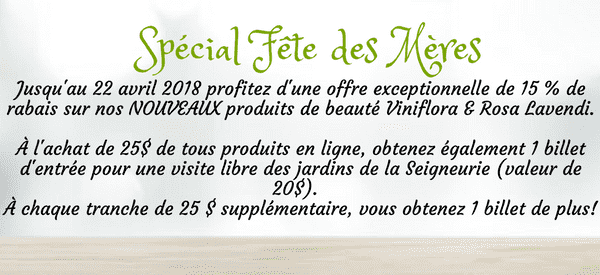 Spécial Fête des Mères
Jusqu'au 22 avril 2018 profitez d'une offre exceptionnelle de 15 % de
rabais sur nos NOUVEAUX produits de beauté Viniflora & Rosa Lavendi.
À l'achat de 25$ de tous produits en ligne, obtenez également 1 billet
d'entrée pour une visite libre des jardins de la Seigneurie (valeur de
20$).
À chaque tranche de 25 $ supplémentaire, vous obtenez 1 billet de plus!